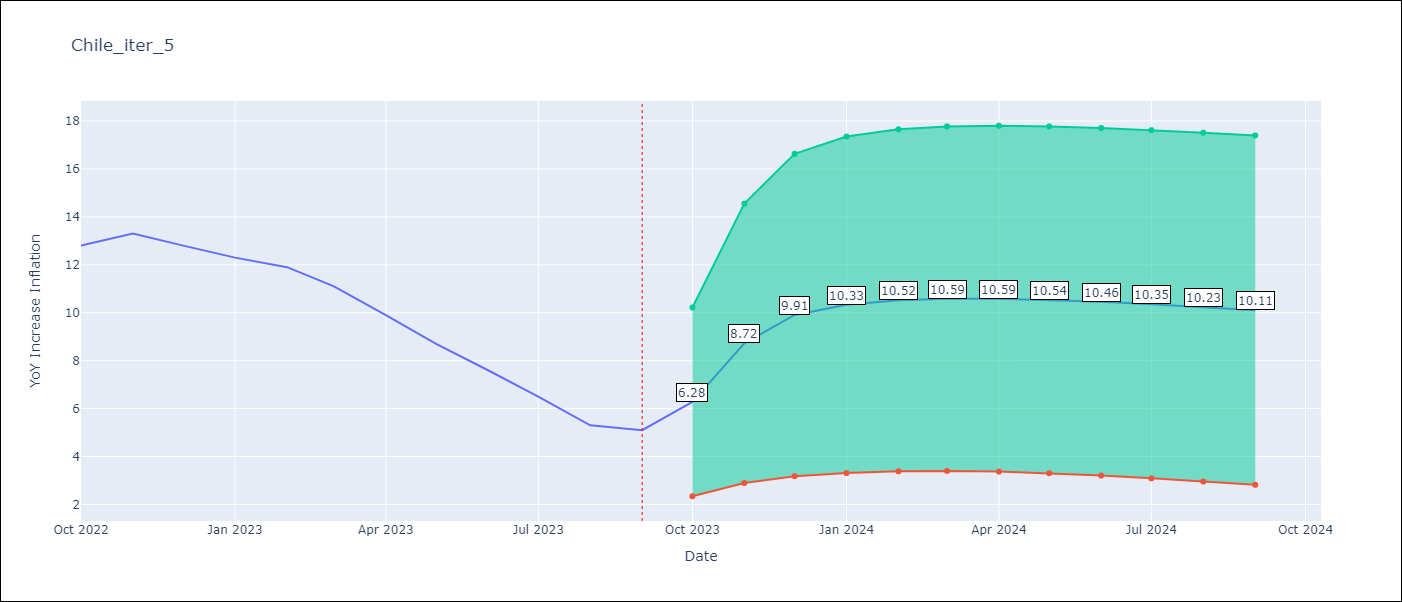 Chile_iter_5
YoY Increase Inflation
18
16
14
12
10
8
6
4
2
6.28
8.72
9.91
10.33
10.52
10.59
10.59
10.54
10.46
10.35
10.23
10.11
Oct 2022
Jan 2023
Apr 2023
Jul 2023
Oct 2023
Jan 2024
Apr 2024
Jul 2024
Oct 2024
Date